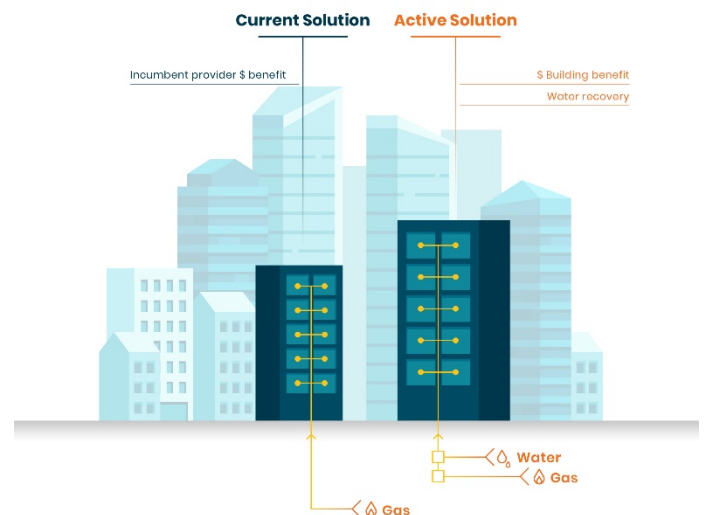 Current Solution
Active Solution
Incumbent provider $ benefit
$ Building benefit
Water recovery
Water
Gas
Gas